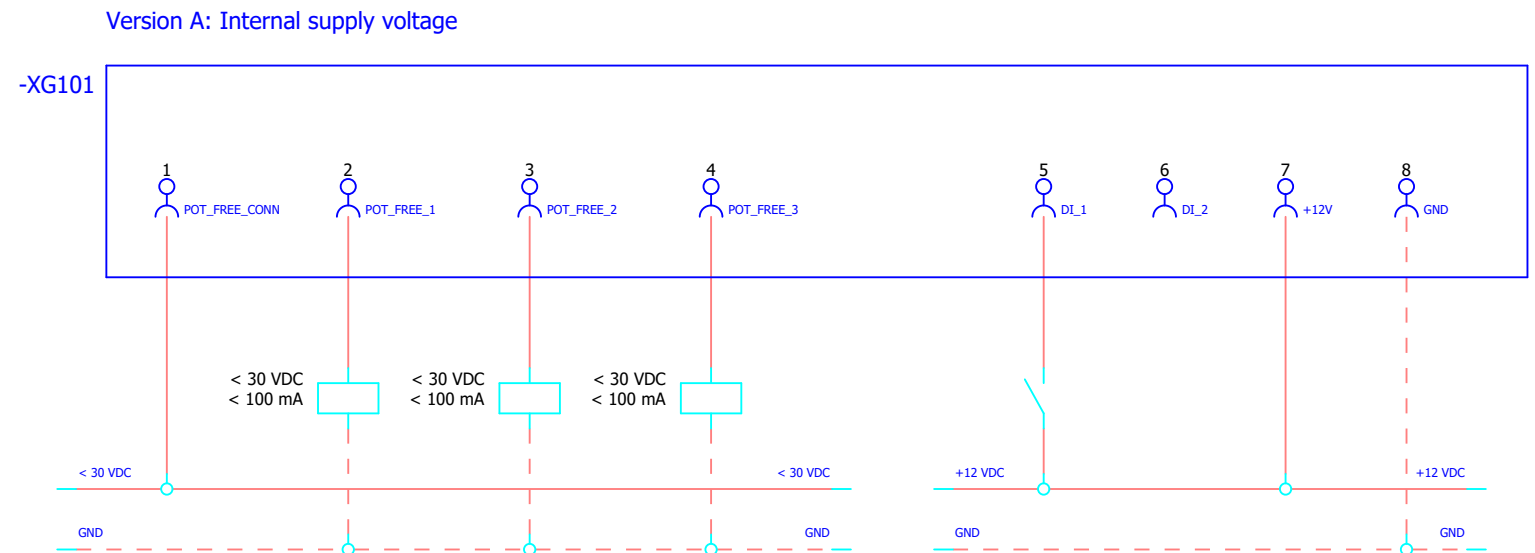 Version A: Internal supply voltage
-XG101
1 2 3 4 5 6 7 8
POT_FREE_CONN POT_FREE_1 POT_FREE_2 POT_FREE_3 DI_1 DI_2 +12V GND
< 30 VDC < 30 VDC < 30 VDC
< 100 mA < 100 mA < 100 mA
< 30 VDC < 30 VDC +12 VDC +12 VDC
GND GND GND GND